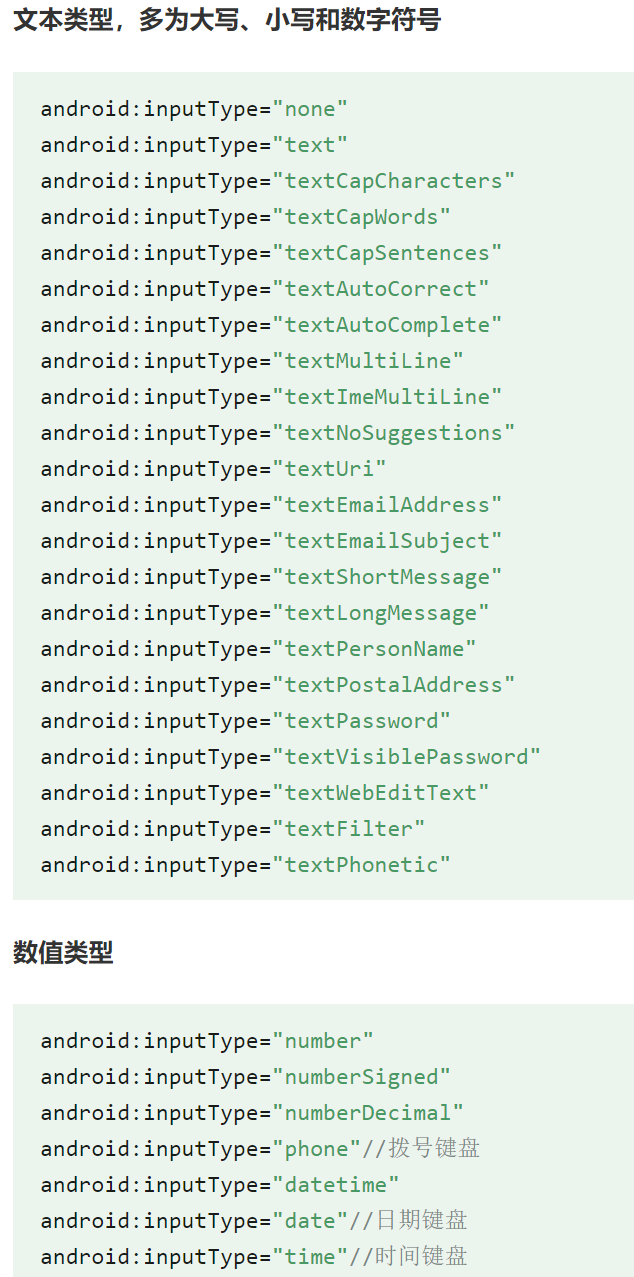 文本类型，多为大写、小写和数字符号
android:inputType="none"
android:inputType="text"
android:inputType="textCapCharacters"
android:inputType="textCapWords"
android:inputType="textCapSentences"
android:inputType="textAutoCorrect"
android:inputType="textAutoComplete"
android:inputType="textMultiLine"
android:inputType="textImeMultiLine"
android:inputType="textNoSuggestions"
android:inputType="textUri"
android:inputType="textEmailAddress"
android:inputType="textEmailSubject"
android:inputType="textShortMessage"
android:inputType="textLongMessage"
android:inputType="textPersonName"
android:inputType="textPostalAddress"
android:inputType="textPassword"
android:inputType="textVisiblePassword"
android:inputType="textWebEditText"
android:inputType="textFilter"
android:inputType="textPhonetic"
数值类型
android:inputType="number"
android:inputType="numberSigned"
android:inputType="numberDecimal"
android:inputType="phone"//拨号键盘
android:inputType="datetime"
android:inputType="date"//日期键盘
android:inputType="time"//时间键盘